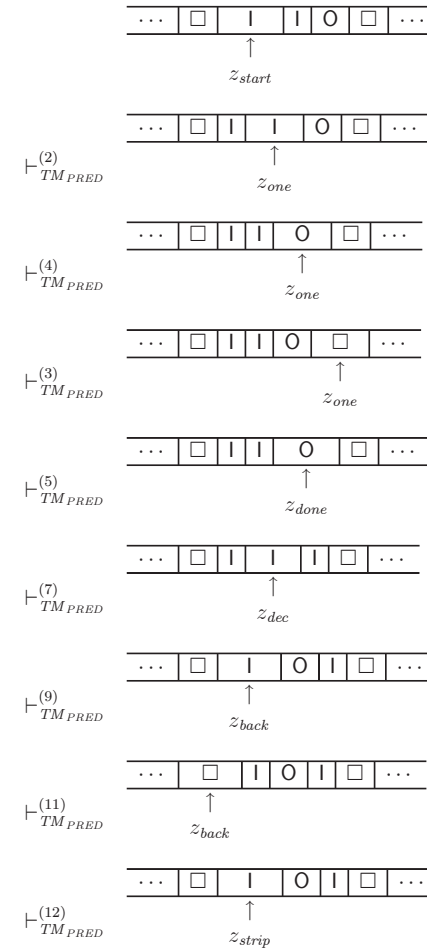 ··· □ I I O □ ···
↑
z_start
⊢^(2)_TM_PRED ··· □ I I O □ ···
↑
z_one
⊢^(4)_TM_PRED ··· □ I I O □ ···
↑
z_one
⊢^(3)_TM_PRED ··· □ I I O □ ···
↑
z_one
⊢^(5)_TM_PRED ··· □ I I O □ ···
↑
z_done
⊢^(7)_TM_PRED ··· □ I I I □ ···
↑
z_dec
⊢^(9)_TM_PRED ··· □ I O I □ ···
↑
z_back
⊢^(11)_TM_PRED ··· □ I O I □ ···
↑
z_back
⊢^(12)_TM_PRED ··· □ I O I □ ···
↑
z_strip